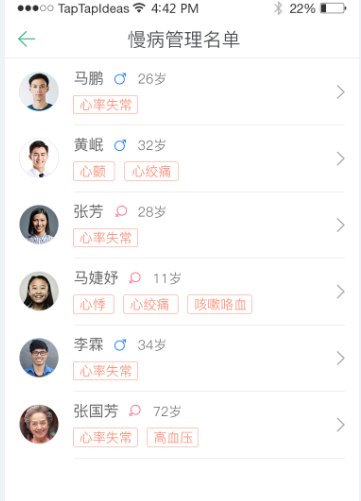 TapTapIdeas 4:42 PM 22%
慢病管理名单
马鹏 26岁
心率失常
黄岷 32岁
心颤 心绞痛
张芳 28岁
心率失常
马婕妤 11岁
心悸 心绞痛 咳嗽咯血
李霖 34岁
心率失常
张国芳 72岁
心率失常 高血压